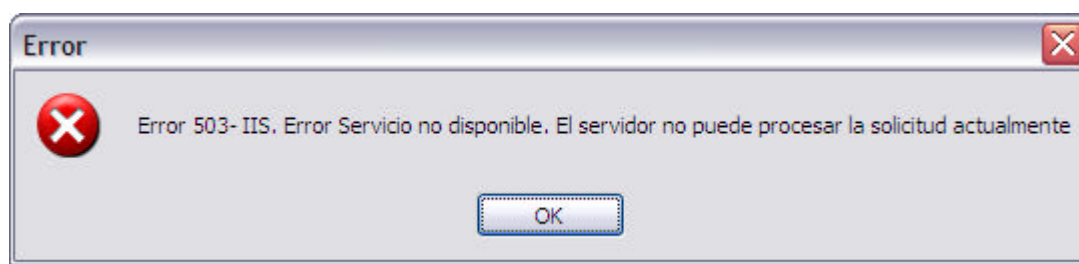 Error
Error 503- IIS. Error Servicio no disponible. El servidor no puede procesar la solicitud actualmente
OK